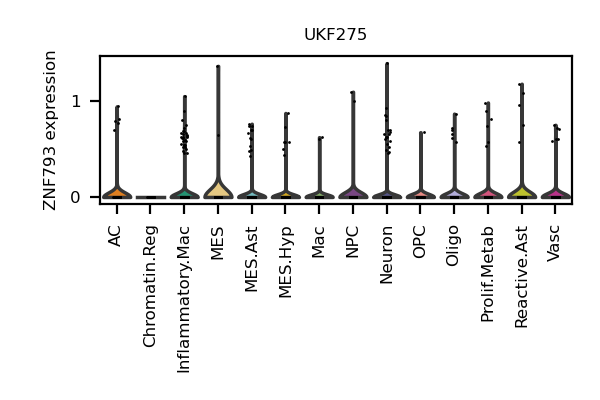 UKF275
ZNF793 expression
1
0
AC
Chromatin.Reg
Inflammatory.Mac
MES
MES.Ast
MES.Hyp
Mac
NPC
Neuron
OPC
Oligo
Prolif.Metab
Reactive.Ast
Vasc